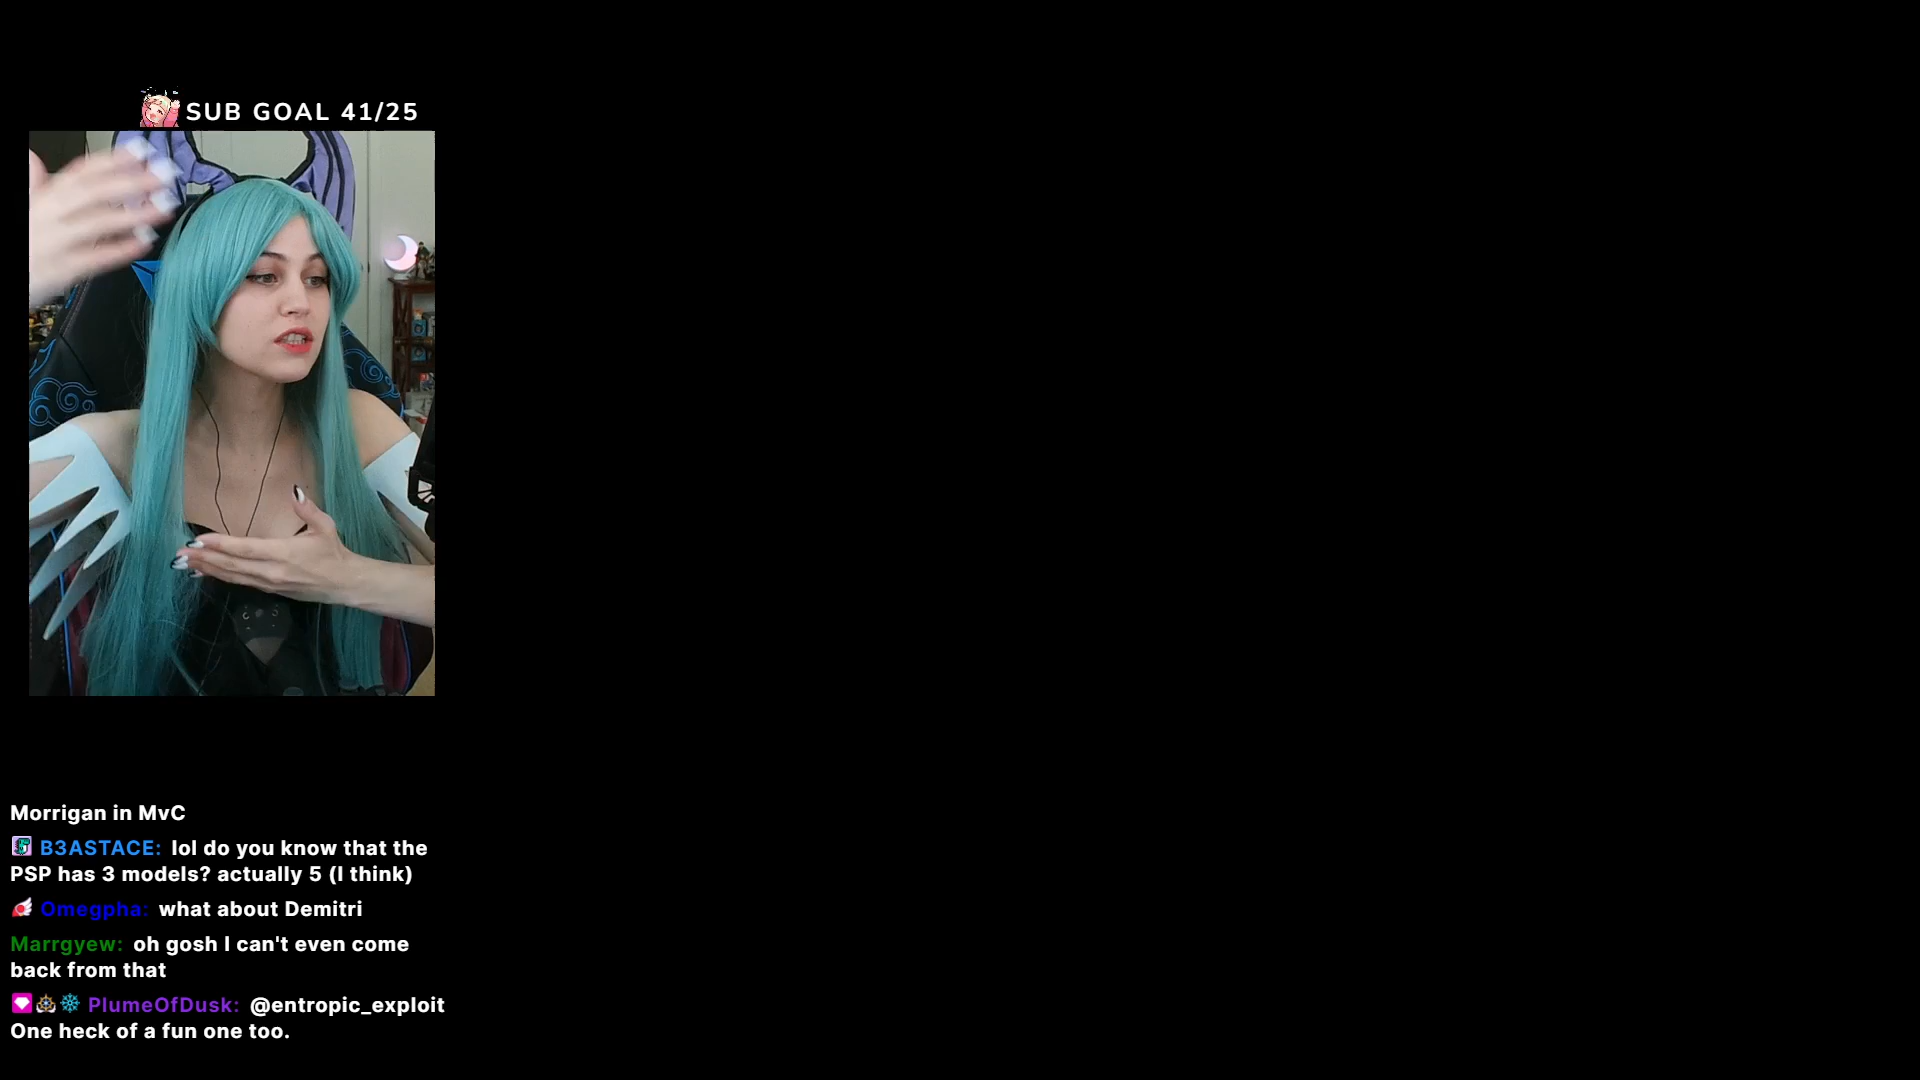 SUB GOAL 41/25
Morrigan in MvC
B3ASTACE: lol do you know that the
PSP has 3 models? actually 5 (I think)
Omegpha: what about Demitri
Marrgyew: oh gosh I can't even come
back from that
PlumeOfDusk: @entropic_exploit
One heck of a fun one too.